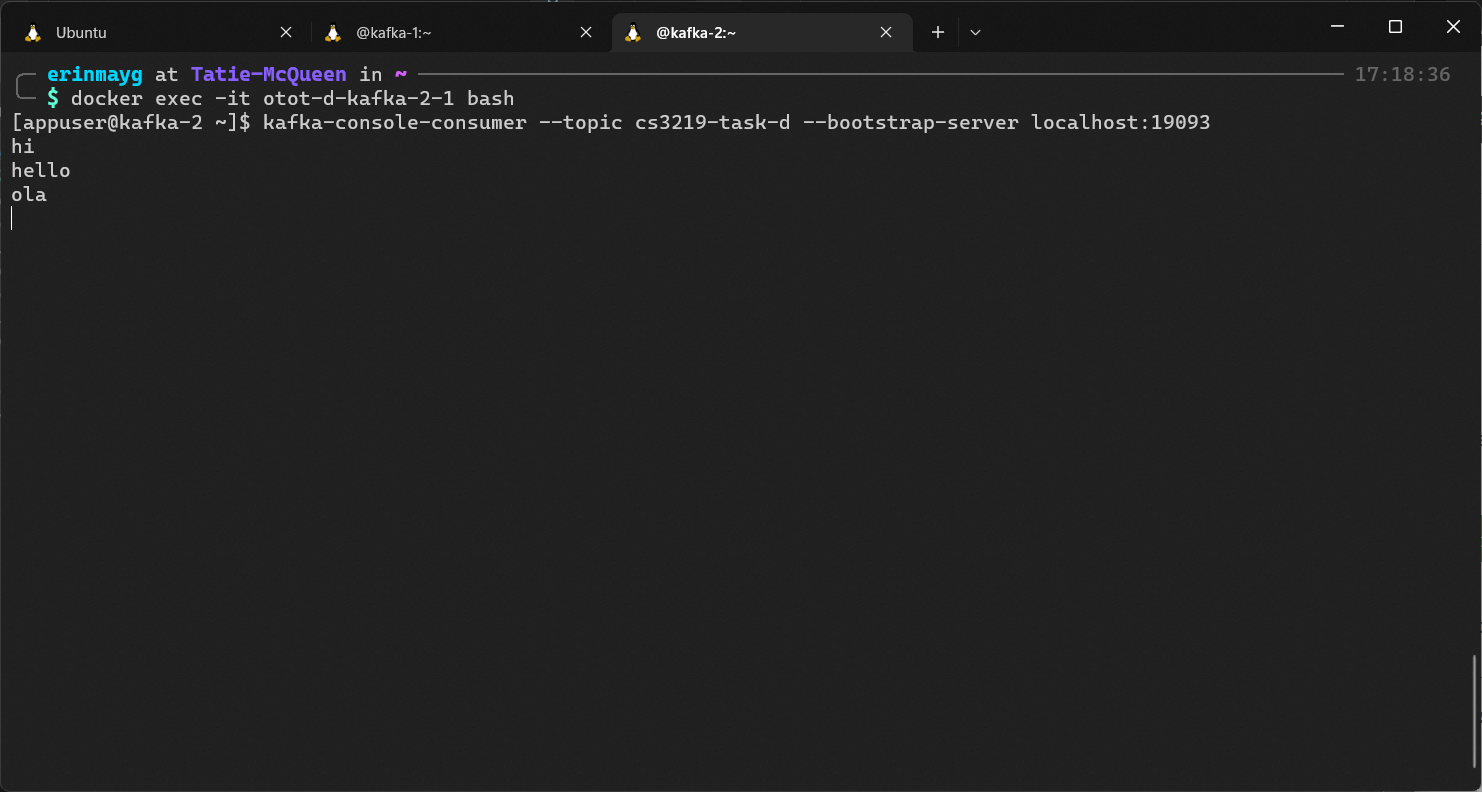 Ubuntu @kafka-1:~ @kafka-2:~
erinmayg at Tatie-McQueen in ~ 17:18:36
$ docker exec -it otot-d-kafka-2-1 bash
[appuser@kafka-2 ~]$ kafka-console-consumer --topic cs3219-task-d --bootstrap-server localhost:19093
hi
hello
ola